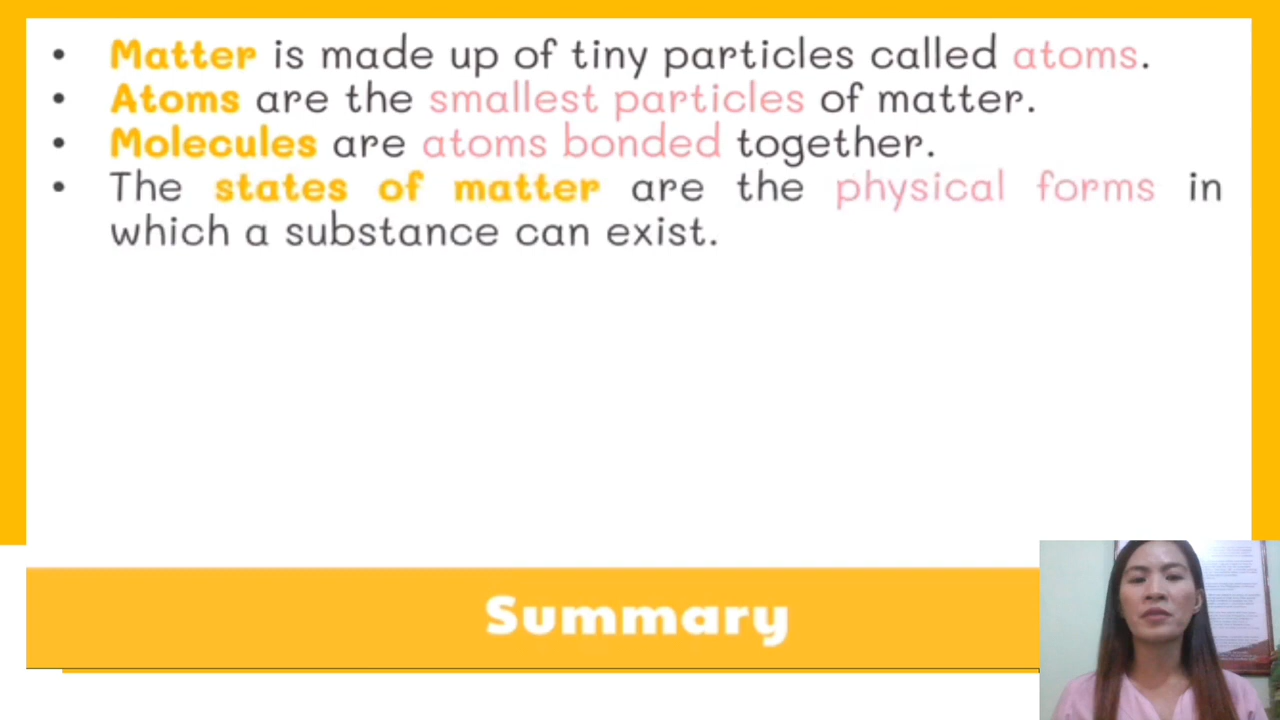 • Matter is made up of tiny particles called atoms.
• Atoms are the smallest particles of matter.
• Molecules are atoms bonded together.
• The states of matter are the physical forms in
which a substance can exist.
Summary